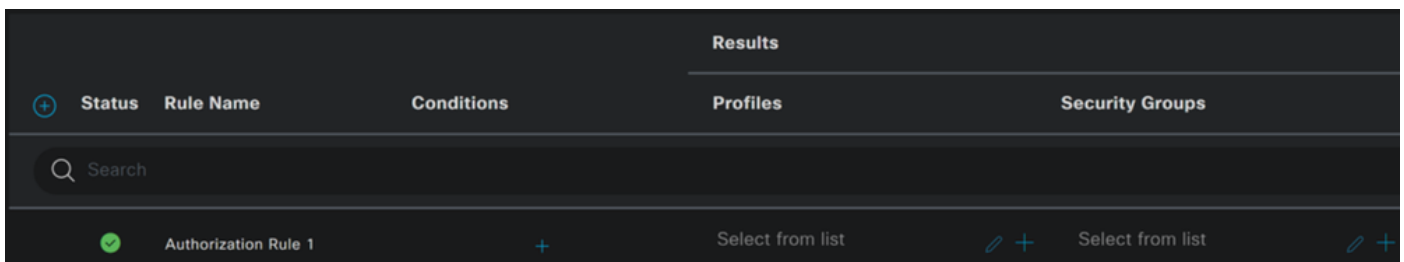 Results
Status Rule Name Conditions Profiles Security Groups
Search
Authorization Rule 1 Select from list Select from list